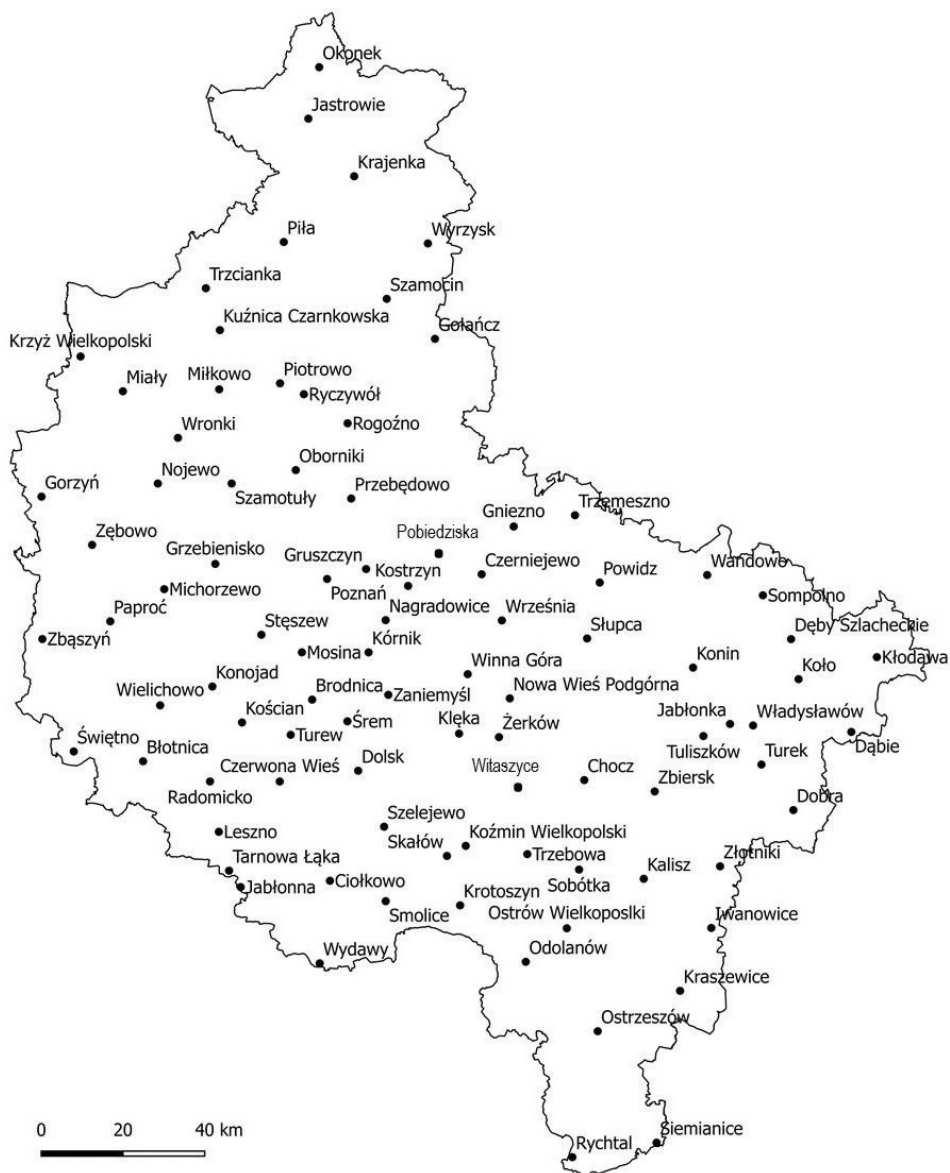 Okonek
Jastrowie
Krajenka
Piła
Wyrzysk
Trzcianka
Szamocin
Kuźnica Czarnkowska
Gołańcz
Krzyż Wielkopolski
Miały
Miłkowo
Piotrowo
Ryczywół
Wronki
Rogoźno
Oborniki
Gorzyń
Nojewo
Szamotuły
Przebędowo
Trzemeszno
Gniezno
Zębowo
Pobiedziska
Grzebienisko
Gruszczyn
Kostrzyn
Czerniejewo
Powidz
Wandowo
Michorzewo
Poznań
Sompolno
Paproć
Nagradowice
Września
Zbąszyń
Stęszew
Słupca
Dęby Szlacheckie
Mosina
Kórnik
Kłodawa
Konojad
Winna Góra
Konin
Koło
Wielichowo
Brodnica
Zaniemyśl
Nowa Wieś Podgórna
Kościan
Śrem
Klęka
Żerków
Jabłonka
Władysławów
Świętno
Błotnica
Turew
Tuliszków
Turek
Dąbie
Dolsk
Witaszyce
Chocz
Czerwona Wieś
Zbiersk
Radomicko
Dobra
Szelejewo
Leszno
Skałów
Koźmin Wielkopolski
Trzebowa
Tarnowa Łąka
Kalisz
Złotniki
Jabłonna
Ciołkowo
Sobótka
Krotoszyn
Smolice
Ostrów Wielkoposlki
Iwanowice
Wydawy
Odolanów
Kraszewice
Ostrzeszów
0 20 40 km
Rychtal
Siemianice